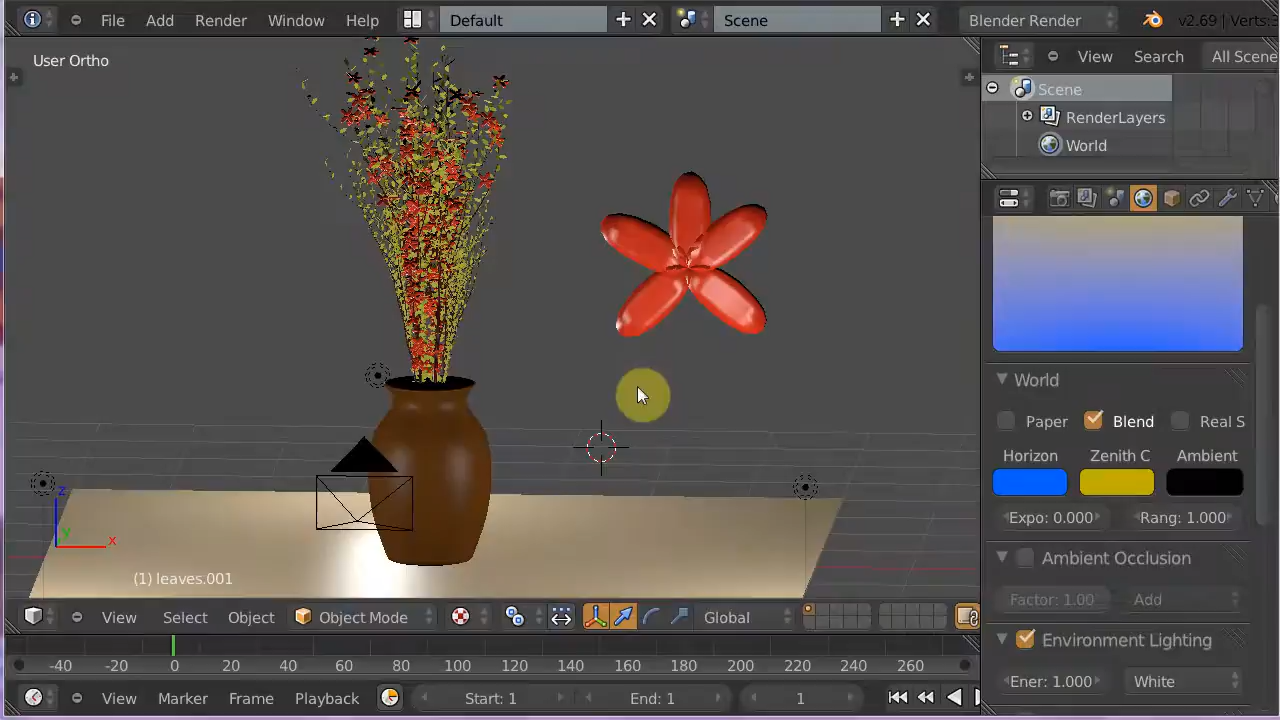 File Add Render Window Help Default Scene Blender Render v2.69 | Verts:
User Ortho
View Search All Scene
Scene
RenderLayers
World
World
Paper Blend Real S
Horizon Zenith C Ambient
Expo: 0.000 Rang: 1.000
Ambient Occlusion
Factor: 1.00 Add
Environment Lighting
Ener: 1.000 White
z
y
x
(1) leaves.001
View Select Object Object Mode Global
-40 -20 0 20 40 60 80 100 120 140 160 180 200 220 240 260
View Marker Frame Playback Start: 1 End: 1 1